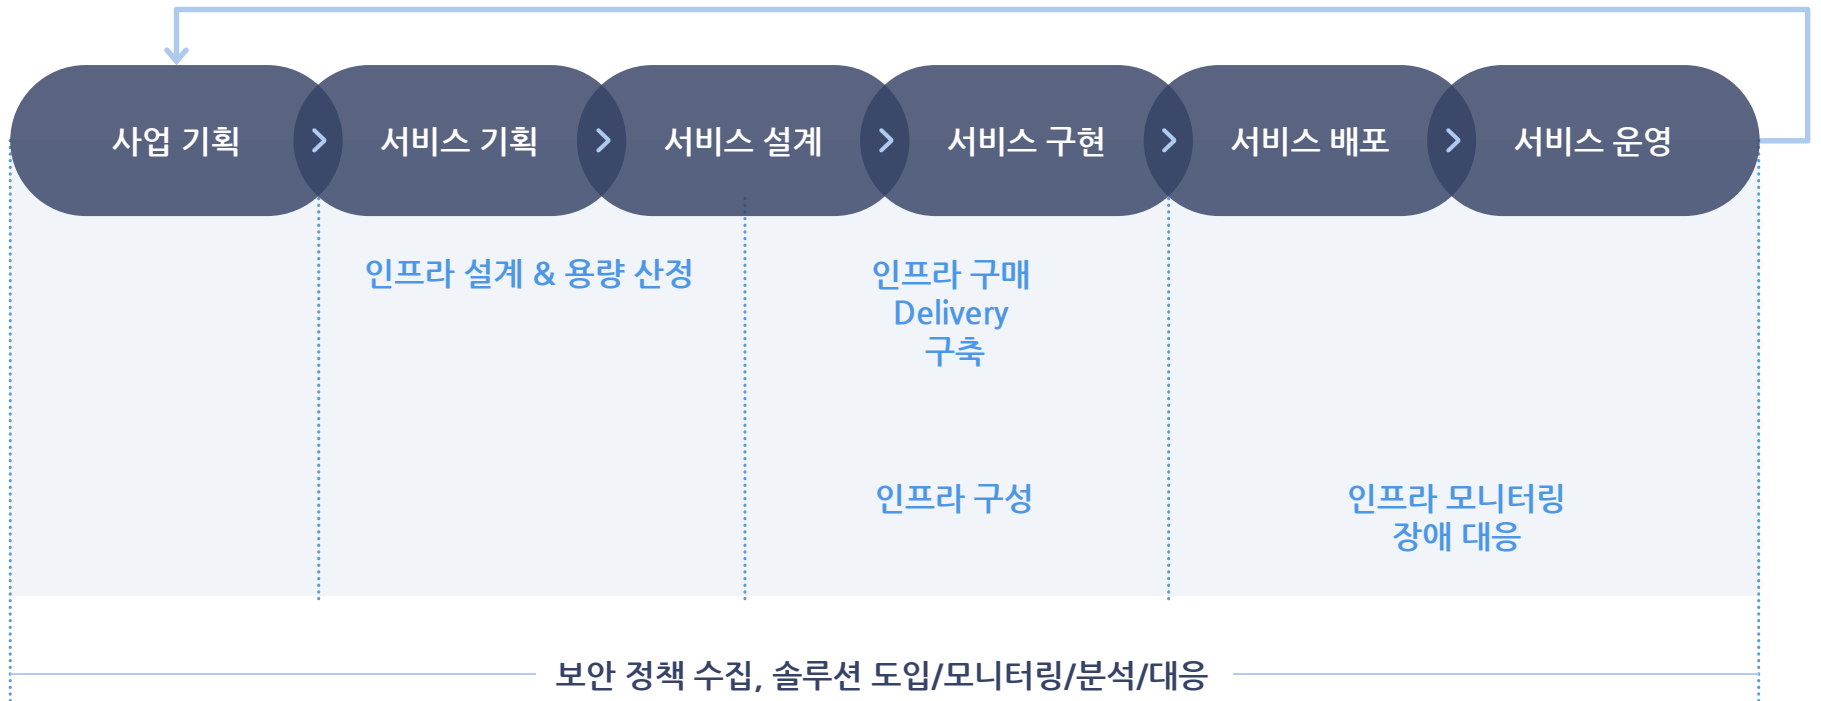 사업 기획
서비스 기획
서비스 설계
서비스 구현
서비스 배포
서비스 운영
인프라 설계 & 용량 산정
인프라 구매
Delivery
구축
인프라 구성
인프라 모니터링
장애 대응
보안 정책 수집, 솔루션 도입/모니터링/분석/대응